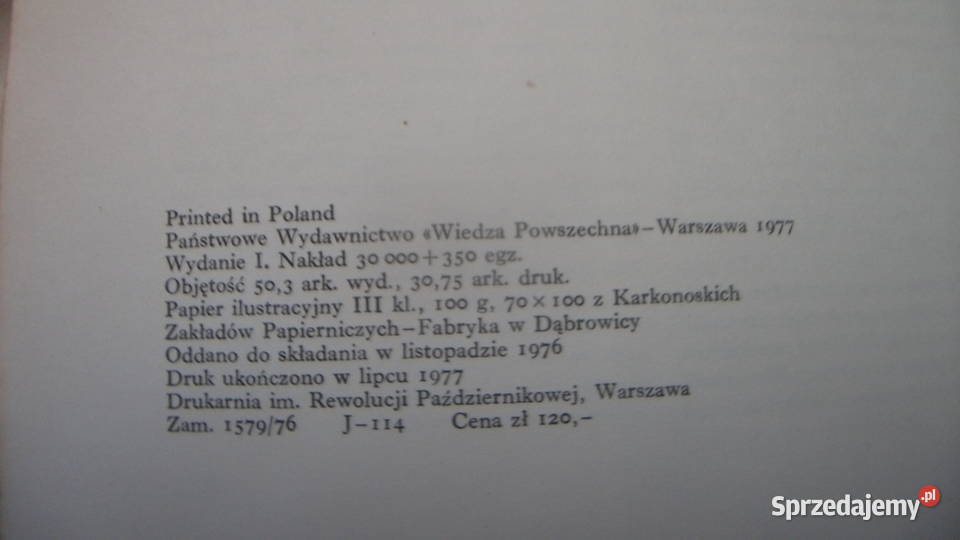 Printed in Poland
Państwowe Wydawnictwo «Wiedza Powszechna» – Warszawa 1977
Wydanie I. Nakład 30 000 + 350 egz.
Objętość 50,3 ark. wyd., 30,75 ark. druk.
Papier ilustracyjny III kl., 100 g, 70 × 100 z Karkonoskich
Zakładów Papierniczych – Fabryka w Dąbrowicy
Oddano do składania w listopadzie 1976
Druk ukończono w lipcu 1977
Drukarnia im. Rewolucji Październikowej, Warszawa
Zam. 1579/76 J-114 Cena zł 120,–
Sprzedajemy.pl